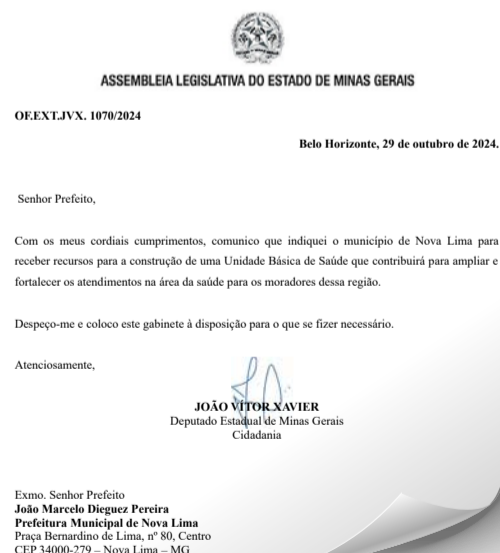 ASSEMBLEIA LEGISLATIVA DO ESTADO DE MINAS GERAIS
OF.EXT.JVX. 1070/2024
Belo Horizonte, 29 de outubro de 2024.
Senhor Prefeito,
Com os meus cordiais cumprimentos, comunico que indiquei o município de Nova Lima para
receber recursos para a construção de uma Unidade Básica de Saúde que contribuirá para ampliar e
fortalecer os atendimentos na área da saúde para os moradores dessa região.
Despeço-me e coloco este gabinete à disposição para o que se fizer necessário.
Atenciosamente,
JOÃO VÍTOR XAVIER
Deputado Estadual de Minas Gerais
Cidadania
Exmo. Senhor Prefeito
João Marcelo Dieguez Pereira
Prefeitura Municipal de Nova Lima
Praça Bernardino de Lima, nº 80, Centro
CEP 34000-279 – Nova Lima – MG